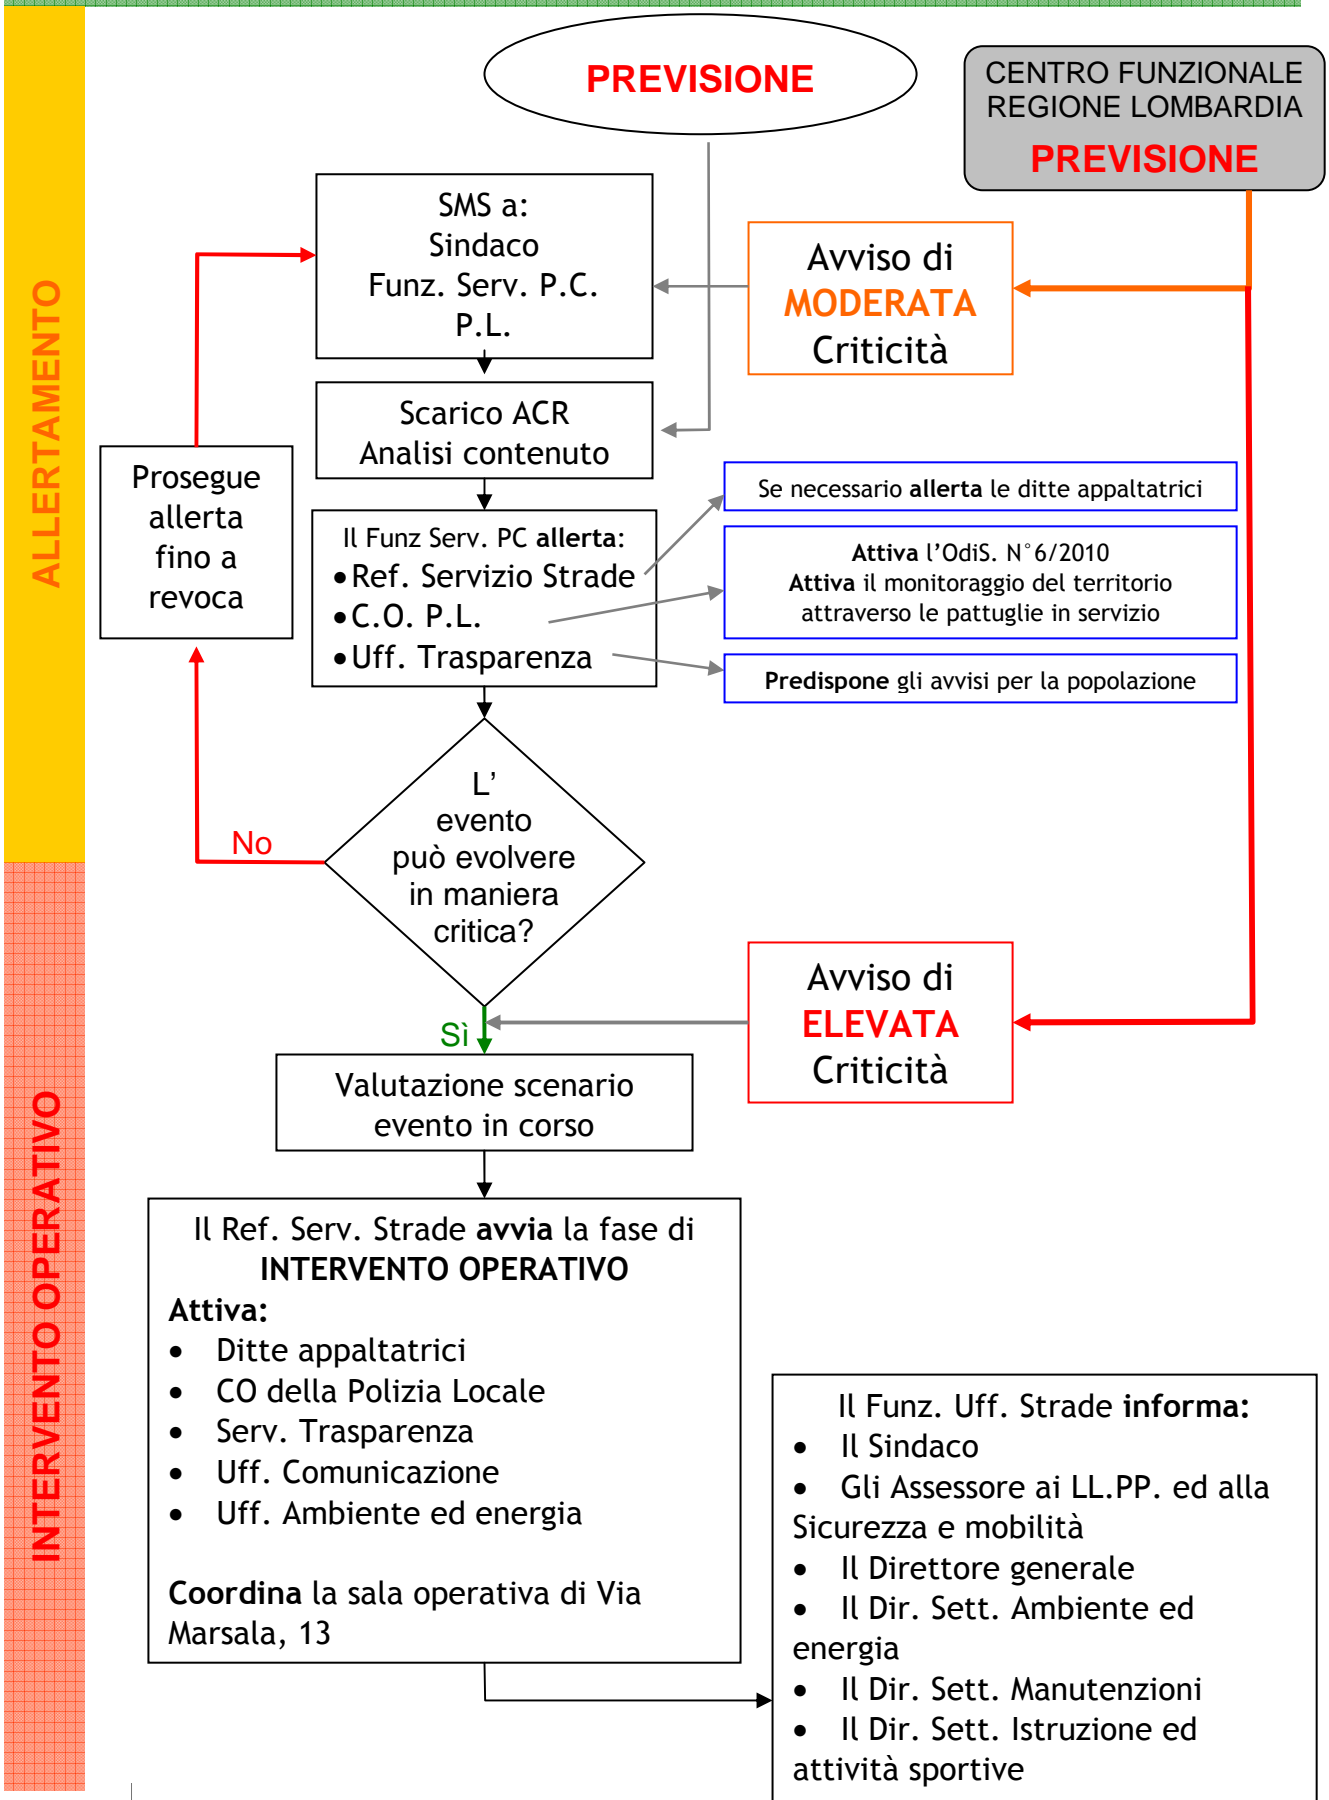 PREVISIONE
CENTRO FUNZIONALE
REGIONE LOMBARDIA
PREVISIONE
ALLERTAMENTO
SMS a:
Sindaco
Funz. Serv. P.C.
P.L.
Avviso di
MODERATA
Criticità
Scarico ACR
Analisi contenuto
Prosegue
allerta
fino a
revoca
Il Funz Serv. PC allerta:
•Ref. Servizio Strade
•C.O. P.L.
•Uff. Trasparenza
Se necessario allerta le ditte appaltatrici
Attiva l’OdiS. N°6/2010
Attiva il monitoraggio del territorio
attraverso le pattuglie in servizio
Predispone gli avvisi per la popolazione
L’
evento
può evolvere
in maniera
critica?
No
Sì
Avviso di
ELEVATA
Criticità
INTERVENTO OPERATIVO
Valutazione scenario
evento in corso
Il Ref. Serv. Strade avvia la fase di
INTERVENTO OPERATIVO
Attiva:
• Ditte appaltatrici
• CO della Polizia Locale
• Serv. Trasparenza
• Uff. Comunicazione
• Uff. Ambiente ed energia
Coordina la sala operativa di Via
Marsala, 13
Il Funz. Uff. Strade informa:
• Il Sindaco
• Gli Assessore ai LL.PP. ed alla
Sicurezza e mobilità
• Il Direttore generale
• Il Dir. Sett. Ambiente ed
energia
• Il Dir. Sett. Manutenzioni
• Il Dir. Sett. Istruzione ed
attività sportive